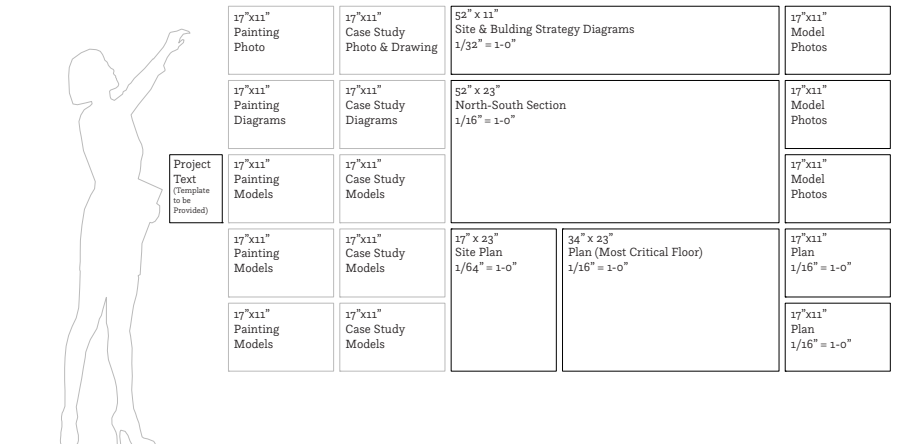 17”x11”
Painting
Photo
17”x11”
Case Study
Photo & Drawing
52” x 11”
Site & Bulding Strategy Diagrams
1/32” = 1-0”
17”x11”
Model
Photos
17”x11”
Painting
Diagrams
17”x11”
Case Study
Diagrams
52” x 23”
North-South Section
1/16” = 1-0”
17”x11”
Model
Photos
Project
Text
(Template
to be
Provided)
17”x11”
Painting
Models
17”x11”
Case Study
Models
17”x11”
Model
Photos
17”x11”
Painting
Models
17”x11”
Case Study
Models
17” x 23”
Site Plan
1/64” = 1-0”
34” x 23”
Plan (Most Critical Floor)
1/16” = 1-0”
17”x11”
Plan
1/16” = 1-0”
17”x11”
Painting
Models
17”x11”
Case Study
Models
17”x11”
Plan
1/16” = 1-0”